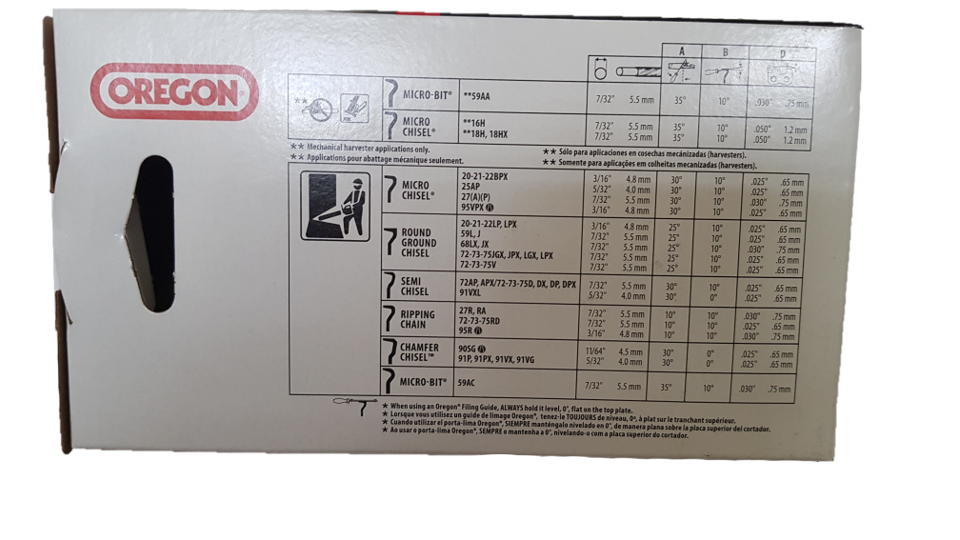 OREGON®
A B D
** MICRO-BIT® **59AA 7/32" 5.5 mm 35° 10° .030" .75 mm
MICRO CHISEL® **16H 7/32" 5.5 mm 35° 10° .050" 1.2 mm
**18H, 18HX 7/32" 5.5 mm 35° 10° .050" 1.2 mm
★★ Mechanical harvester applications only.
★★ Applications pour abattage mécanique seulement.
★★ Sólo para aplicaciones en cosechas mecánizadas (harvesters).
★★ Somente para aplicações em colheitas mecanizadas (harvesters).
MICRO CHISEL® 20-21-22BPX 3/16" 4.8 mm 30° 10° .025" .65 mm
25AP 5/32" 4.0 mm 30° 10° .025" .65 mm
27(A)(P) 7/32" 5.5 mm 30° 10° .030" .75 mm
95VPX 3/16" 4.8 mm 30° 10° .025" .65 mm
ROUND GROUND CHISEL 20-21-22LP, LPX 3/16" 4.8 mm 25° 10° .025" .65 mm
59L, J 7/32" 5.5 mm 25° 10° .025" .65 mm
68LX, JX 7/32" 5.5 mm 25° 10° .030" .75 mm
72-73-75JGX, JPX, LGX, LPX 7/32" 5.5 mm 25° 10° .025" .65 mm
72-73-75V 7/32" 5.5 mm 25° 10° .025" .65 mm
SEMI CHISEL 72AP, APX/72-73-75D, DX, DP, DPX 7/32" 5.5 mm 30° 10° .025" .65 mm
91VXL 5/32" 4.0 mm 30° 0° .025" .65 mm
RIPPING CHAIN 27R, RA 7/32" 5.5 mm 10° 10° .030" .75 mm
72-73-75RD 7/32" 5.5 mm 10° 10° .025" .65 mm
95R 3/16" 4.8 mm 10° 10° .030" .75 mm
CHAMFER CHISEL™ 90SG 11/64" 4.5 mm 30° 0° .025" .65 mm
91P, 91PX, 91VX, 91VG 5/32" 4.0 mm 30° 0° .025" .65 mm
MICRO-BIT® 59AC 7/32" 5.5 mm 35° 10° .030" .75 mm
★ When using an Oregon® Filing Guide, ALWAYS hold it level, 0°, flat on the top plate.
★ Lorsque vous utilisez un guide de limage Oregon®, tenez-le TOUJOURS de niveau, 0°, à plat sur le tranchant supérieur.
★ Cuando utilizar el porta-lima Oregon®, SIEMPRE manténgalo nivelado en 0°, de manera plana sobre la placa superior del cortador.
★ Ao usar o porta-lima Oregon®, SEMPRE o mantenha a 0°, nivelando-o com a placa superior do cortador.